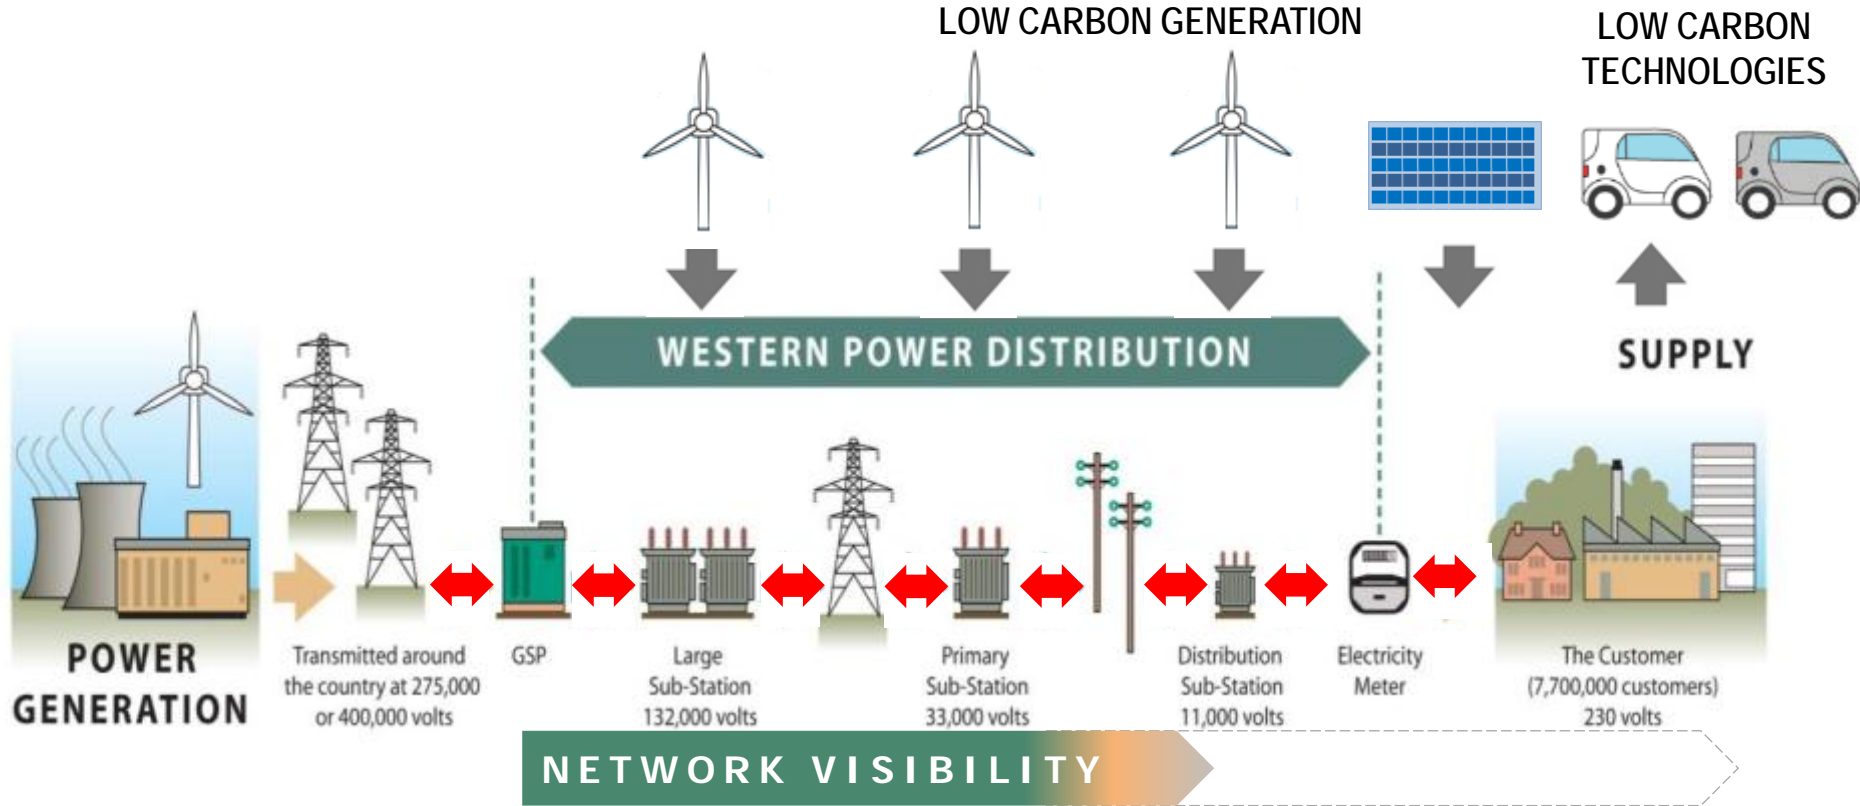 LOW CARBON GENERATION
LOW CARBON
TECHNOLOGIES
WESTERN POWER DISTRIBUTION
SUPPLY
POWER
GENERATION
Transmitted around
the country at 275,000
or 400,000 volts
GSP
Large
Sub-Station
132,000 volts
Primary
Sub-Station
33,000 volts
Distribution
Sub-Station
11,000 volts
Electricity
Meter
The Customer
(7,700,000 customers)
230 volts
NETWORK VISIBILITY